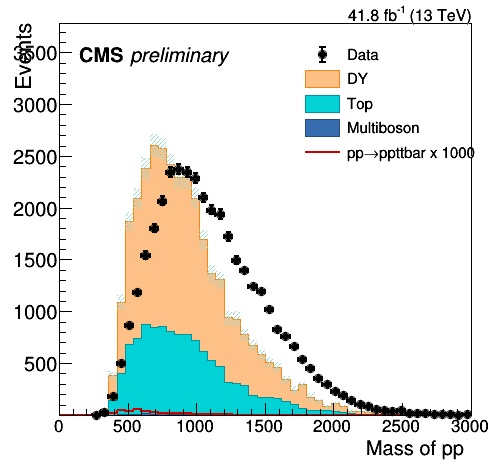 41.8 fb⁻¹ (13 TeV)
Events
CMS preliminary
Data
DY
Top
Multiboson
pp→ppttbar x 1000
3500
3000
2500
2000
1500
1000
500
0 500 1000 1500 2000 2500 3000
Mass of pp